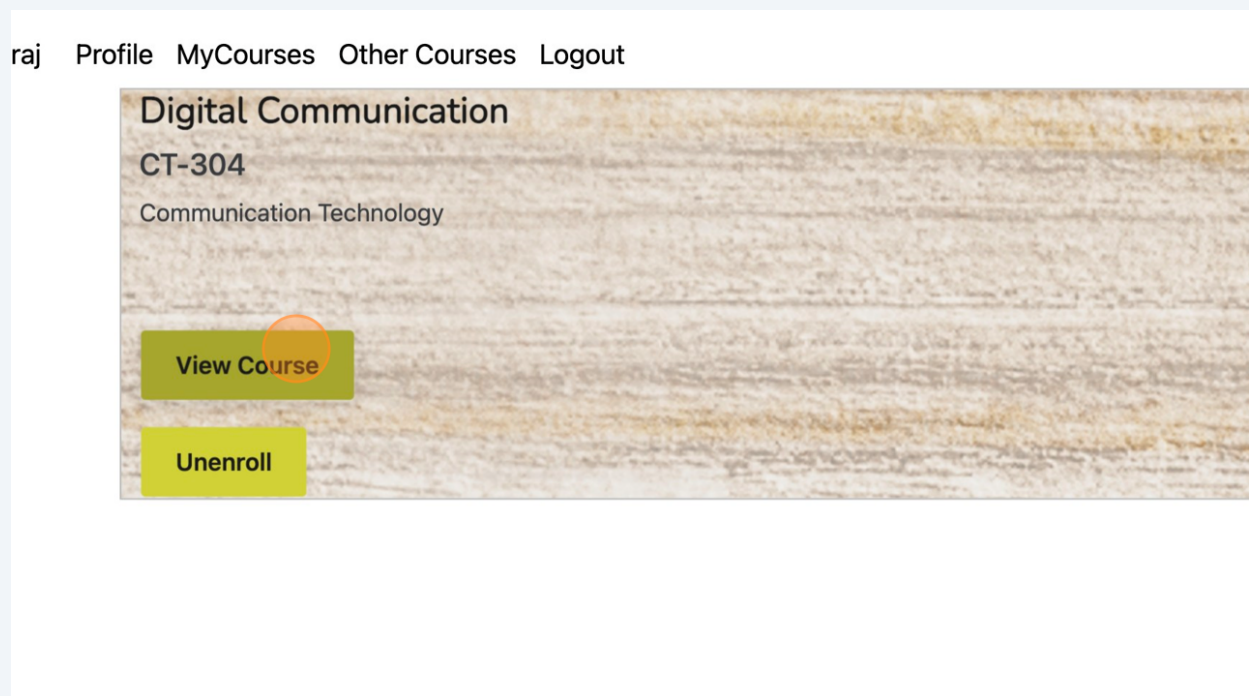 raj Profile MyCourses Other Courses Logout
Digital Communication
CT-304
Communication Technology
View Course
Unenroll